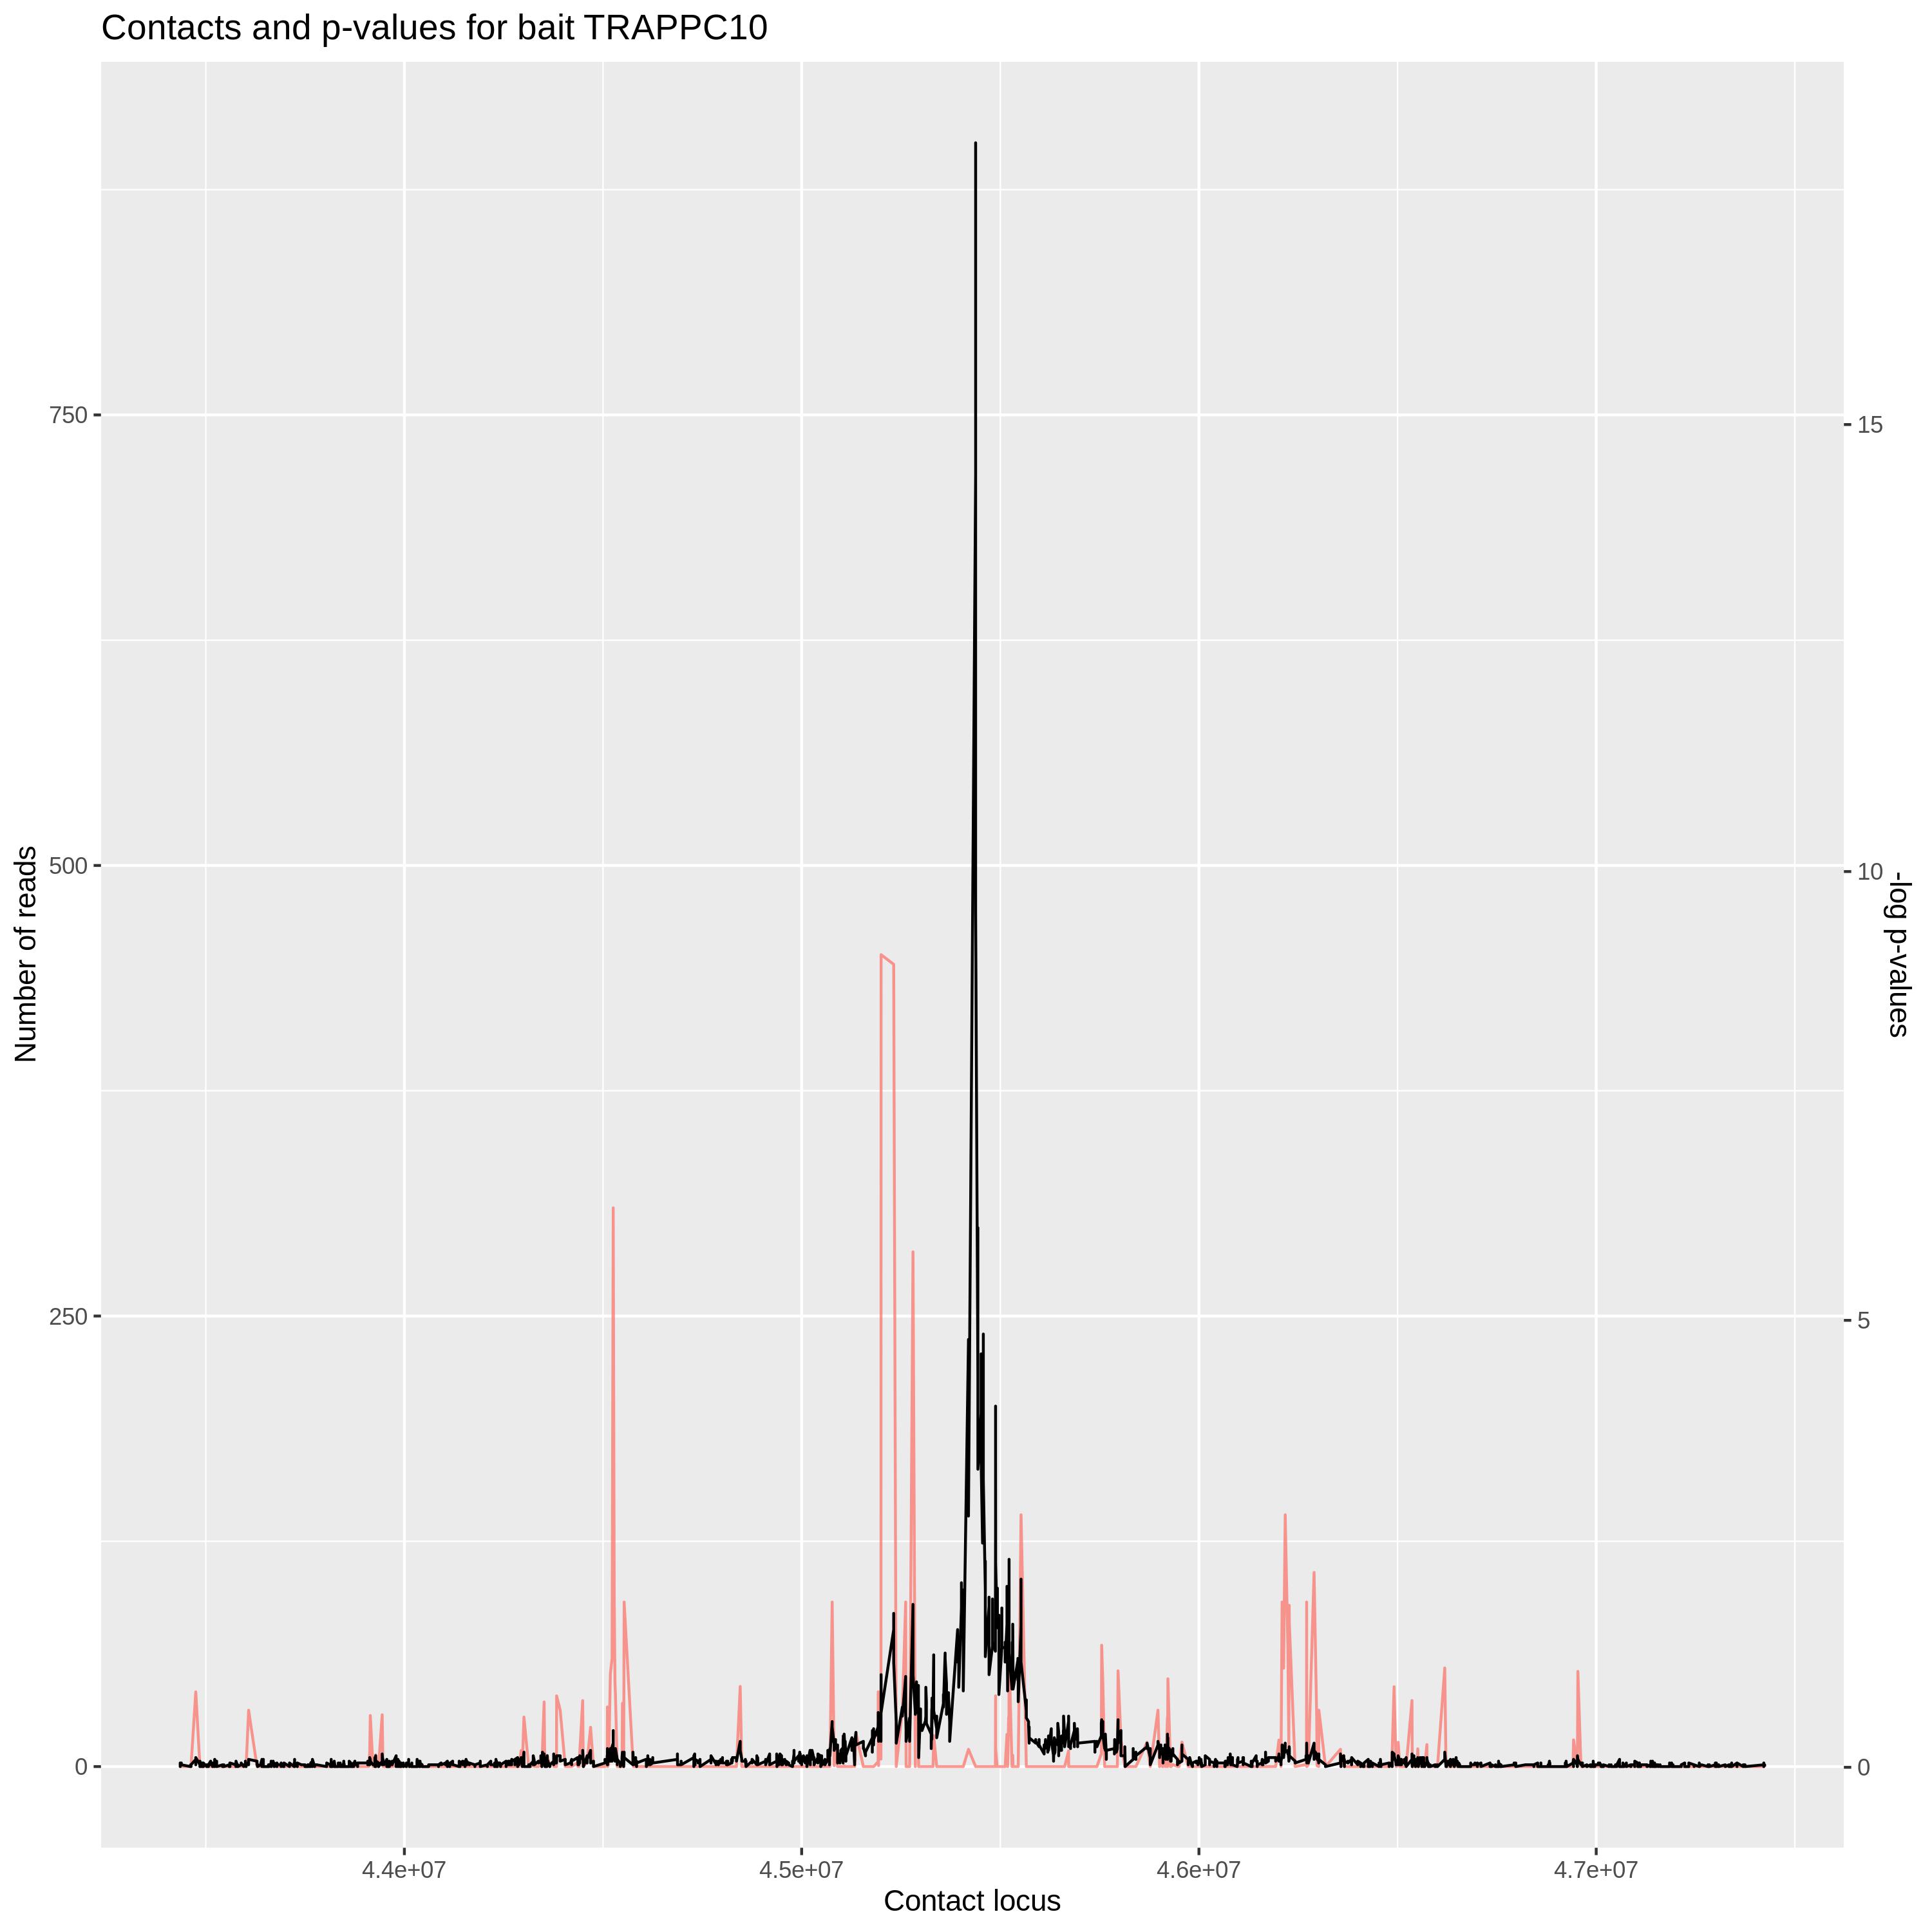 Contacts and p-values for bait TRAPPC10
750
500
250
0
15
10
5
0
Number of reads
-log p-values
4.4e+07
4.5e+07
4.6e+07
4.7e+07
Contact locus